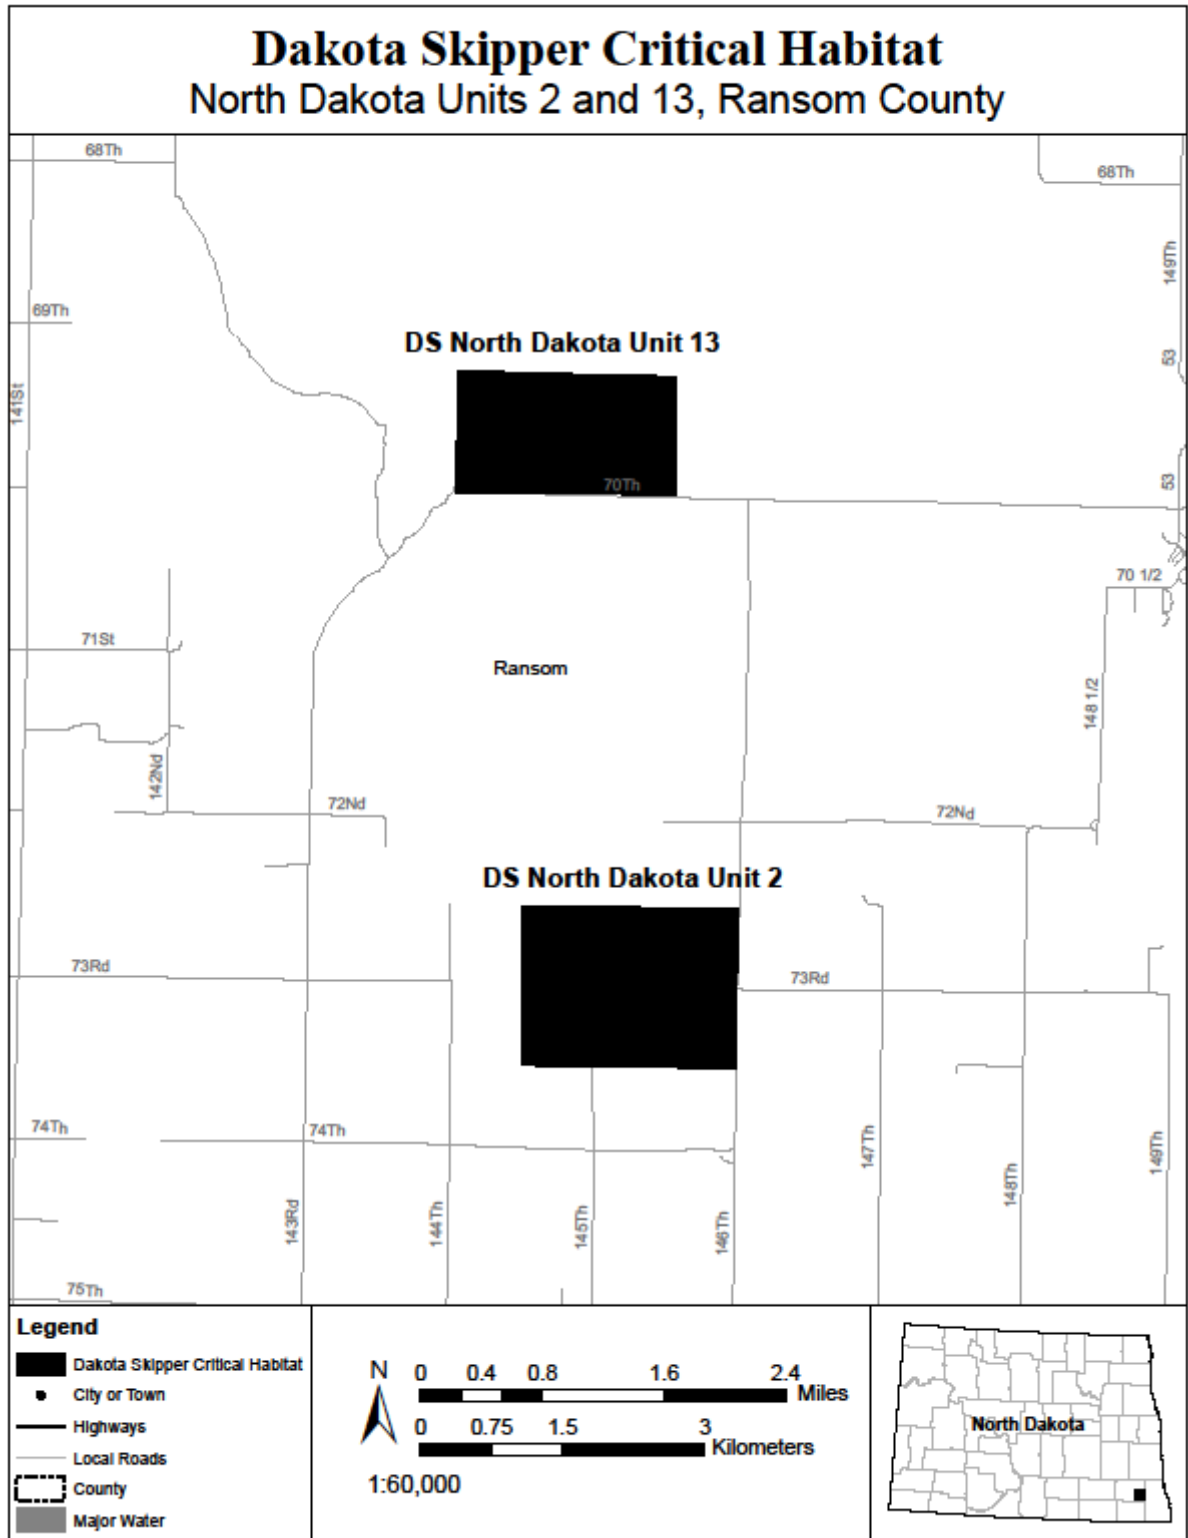 Dakota Skipper Critical Habitat
North Dakota Units 2 and 13, Ransom County
68Th
68Th
149Th
69Th
DS North Dakota Unit 13
53
141St
70Th
53
70 1/2
71St
Ransom
148 1/2
142Nd
72Nd
72Nd
DS North Dakota Unit 2
73Rd
73Rd
74Th
74Th
147Th
149Th
148Th
143Rd
144Th
145Th
146Th
75Th
Legend
Dakota Skipper Critical Habitat
City or Town
Highways
Local Roads
County
Major Water
N
0 0.4 0.8 1.6 2.4
Miles
0 0.75 1.5 3
Kilometers
1:60,000
North Dakota